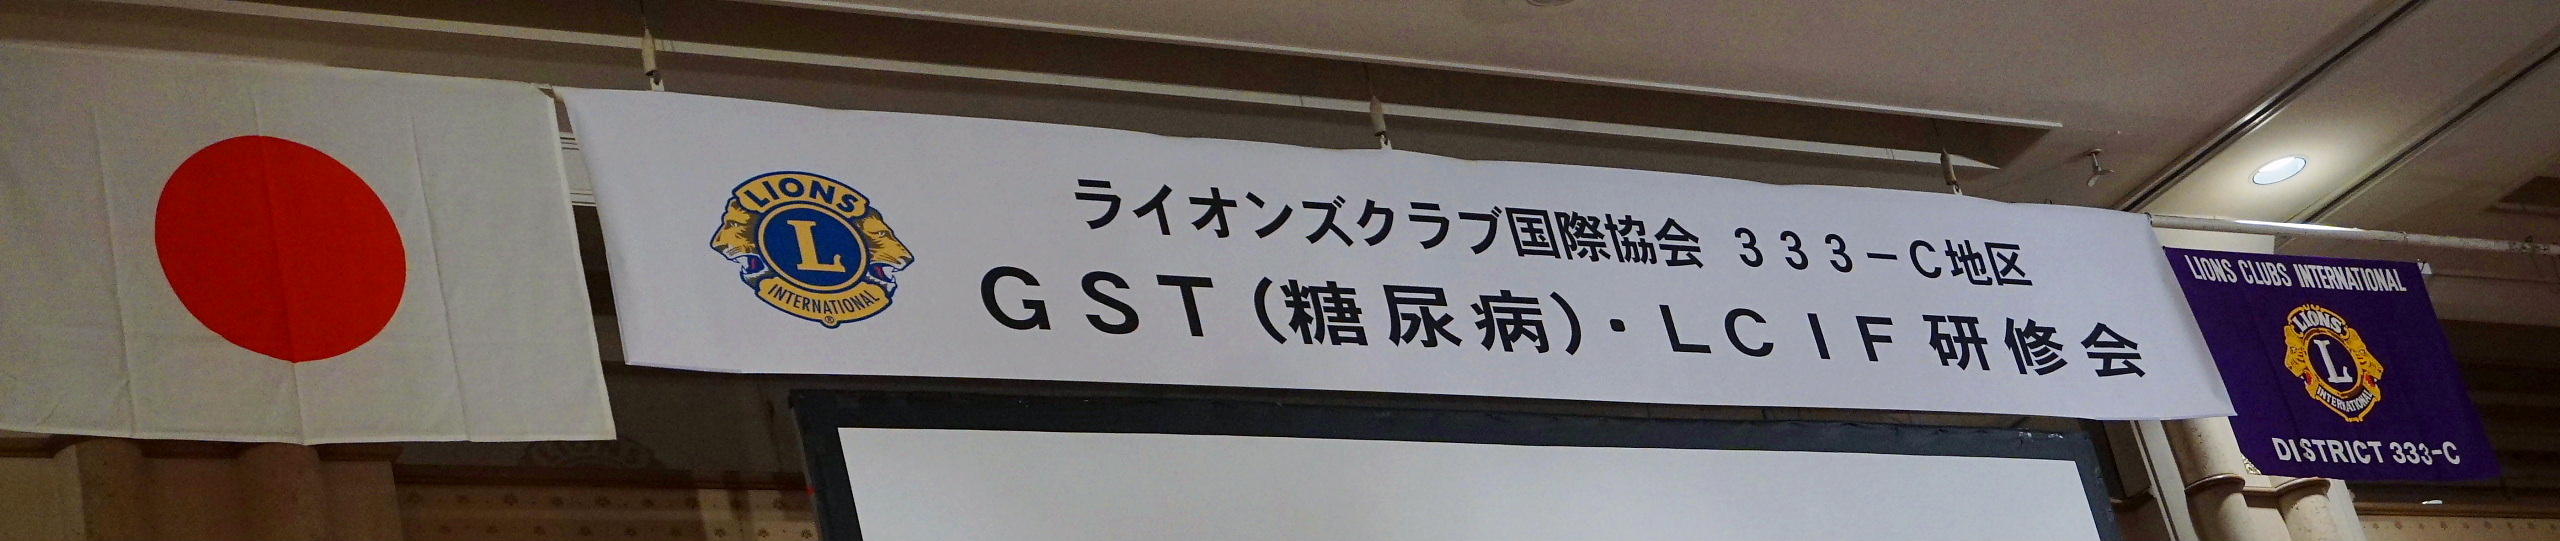 LIONS
L
INTERNATIONAL
®
ライオンズクラブ国際協会 333-C地区
GST(糖尿病)・LCIF研修会
LIONS CLUBS INTERNATIONAL
LIONS
L
INTERNATIONAL
DISTRICT 333-C